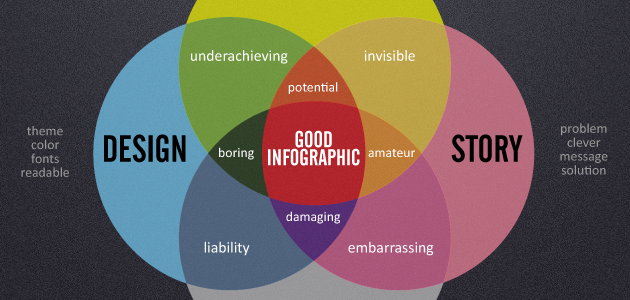 underachieving
invisible
potential
theme
color
fonts
readable
DESIGN
boring
GOOD
INFOGRAPHIC
amateur
STORY
problem
clever
message
solution
damaging
liability
embarrassing